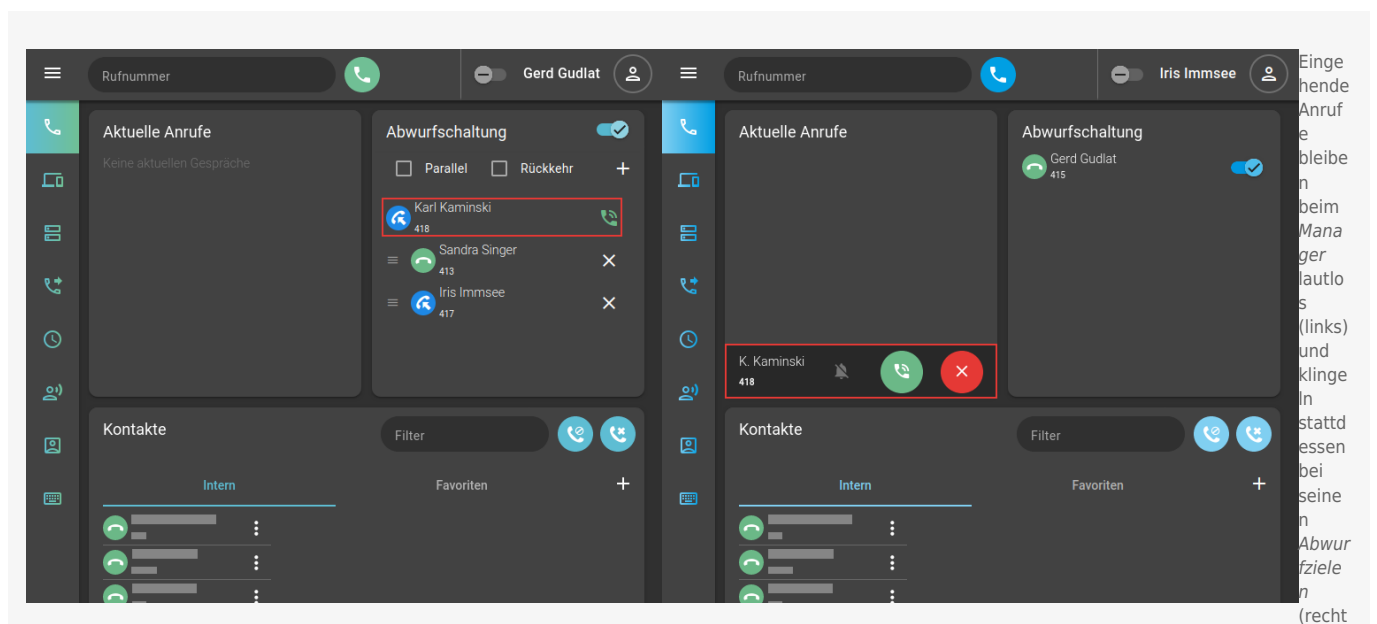 Rufnummer
Gerd Gudlat
Aktuelle Anrufe
Keine aktuellen Gespräche
Abwurfschaltung
Parallel
Rückkehr
Karl Kaminski
418
Sandra Singer
413
Iris Immsee
417
Kontakte
Filter
Intern
Favoriten
Rufnummer
Iris Immsee
Aktuelle Anrufe
K. Kaminski
418
Abwurfschaltung
Gerd Gudlat
415
Kontakte
Filter
Intern
Favoriten
Einge
hende
Anruf
e
bleibe
n
beim
Mana
ger
lautlo
s
(links)
und
klinge
ln
stattd
essen
bei
seine
n
Abwur
fziele
n
(recht